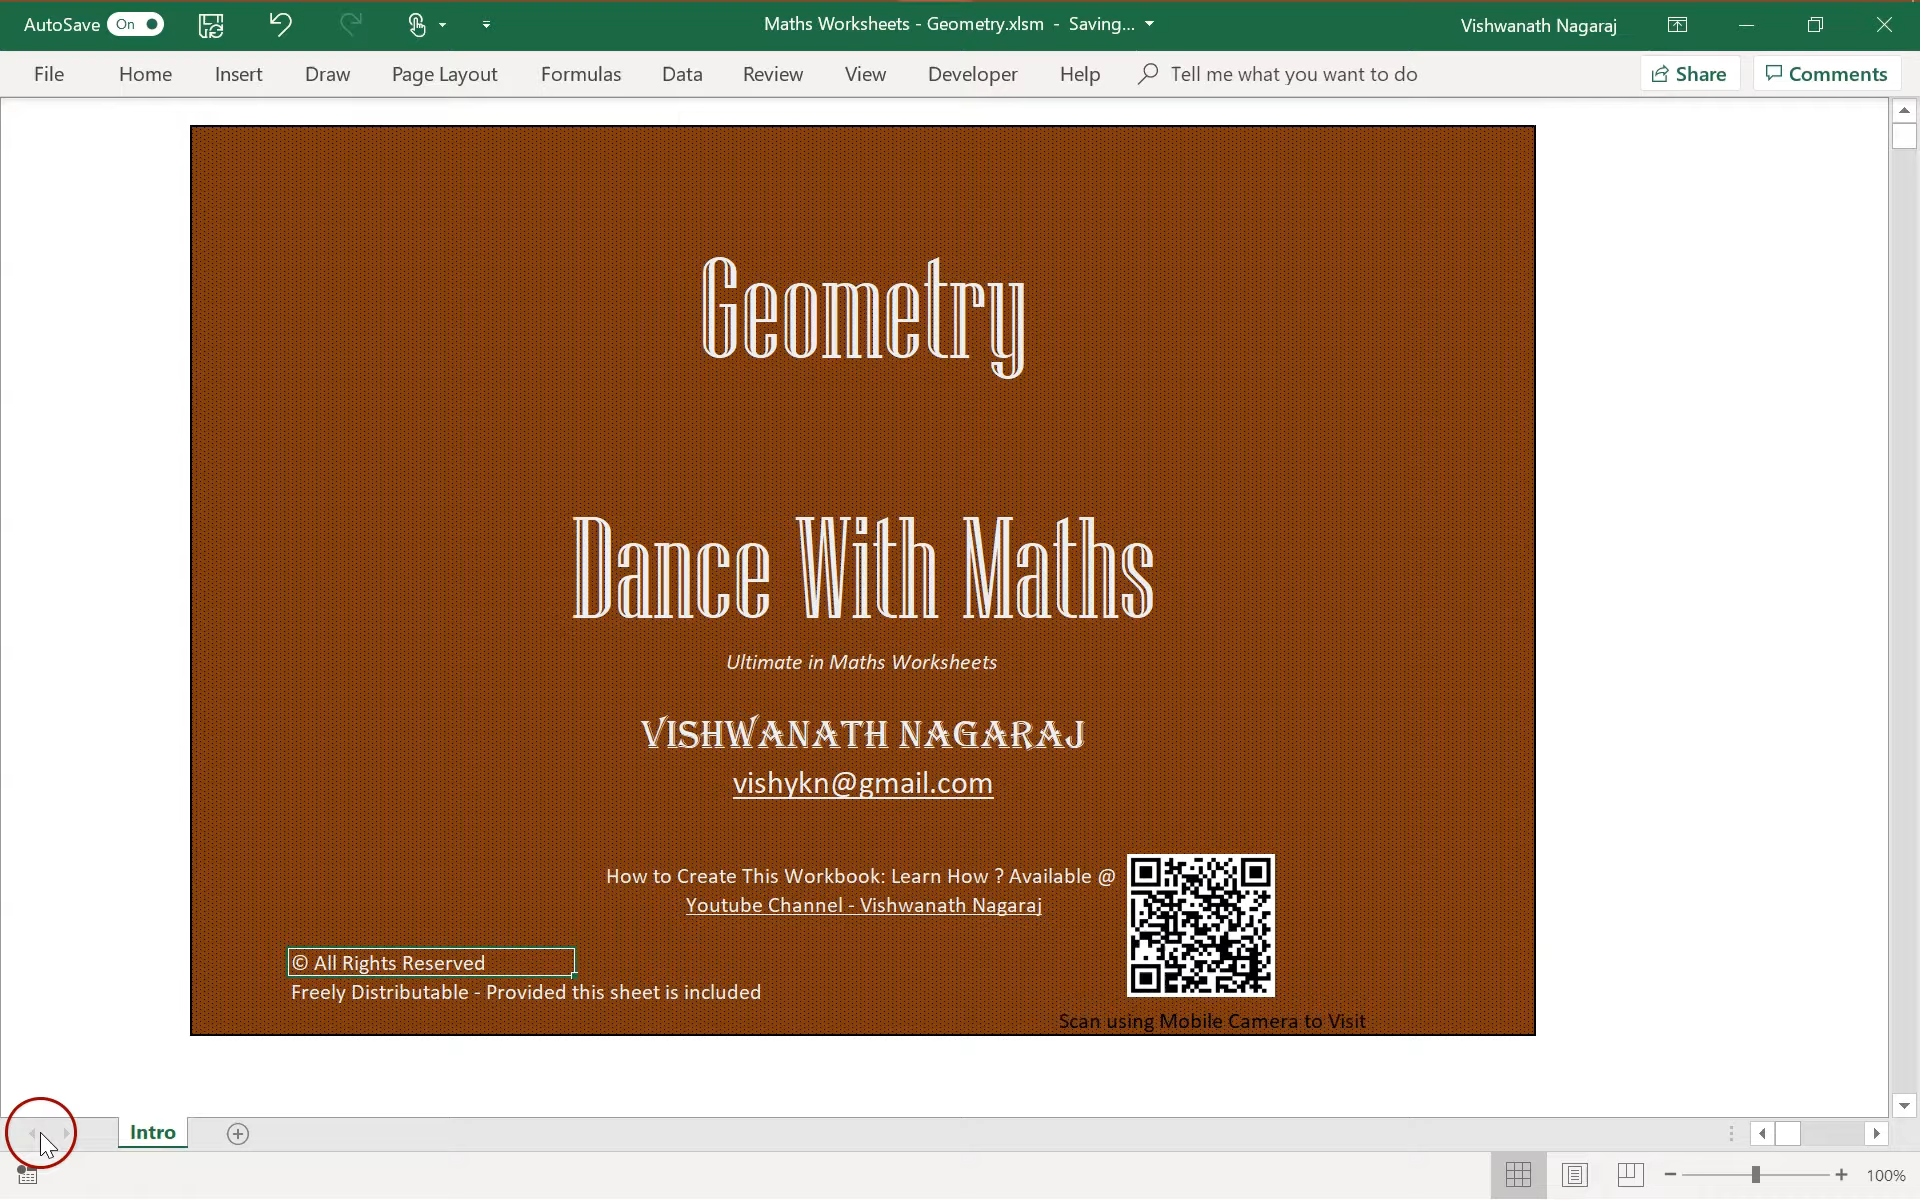 AutoSave On
Maths Worksheets - Geometry.xlsm - Saving...
Vishwanath Nagaraj
File Home Insert Draw Page Layout Formulas Data Review View Developer Help Tell me what you want to do Share Comments
Geometry
Dance With Maths
Ultimate in Maths Worksheets
VISHWANATH NAGARAJ
vishykn@gmail.com
How to Create This Workbook: Learn How ? Available @
Youtube Channel - Vishwanath Nagaraj
© All Rights Reserved
Freely Distributable - Provided this sheet is included
Scan using Mobile Camera to Visit
Intro
100%